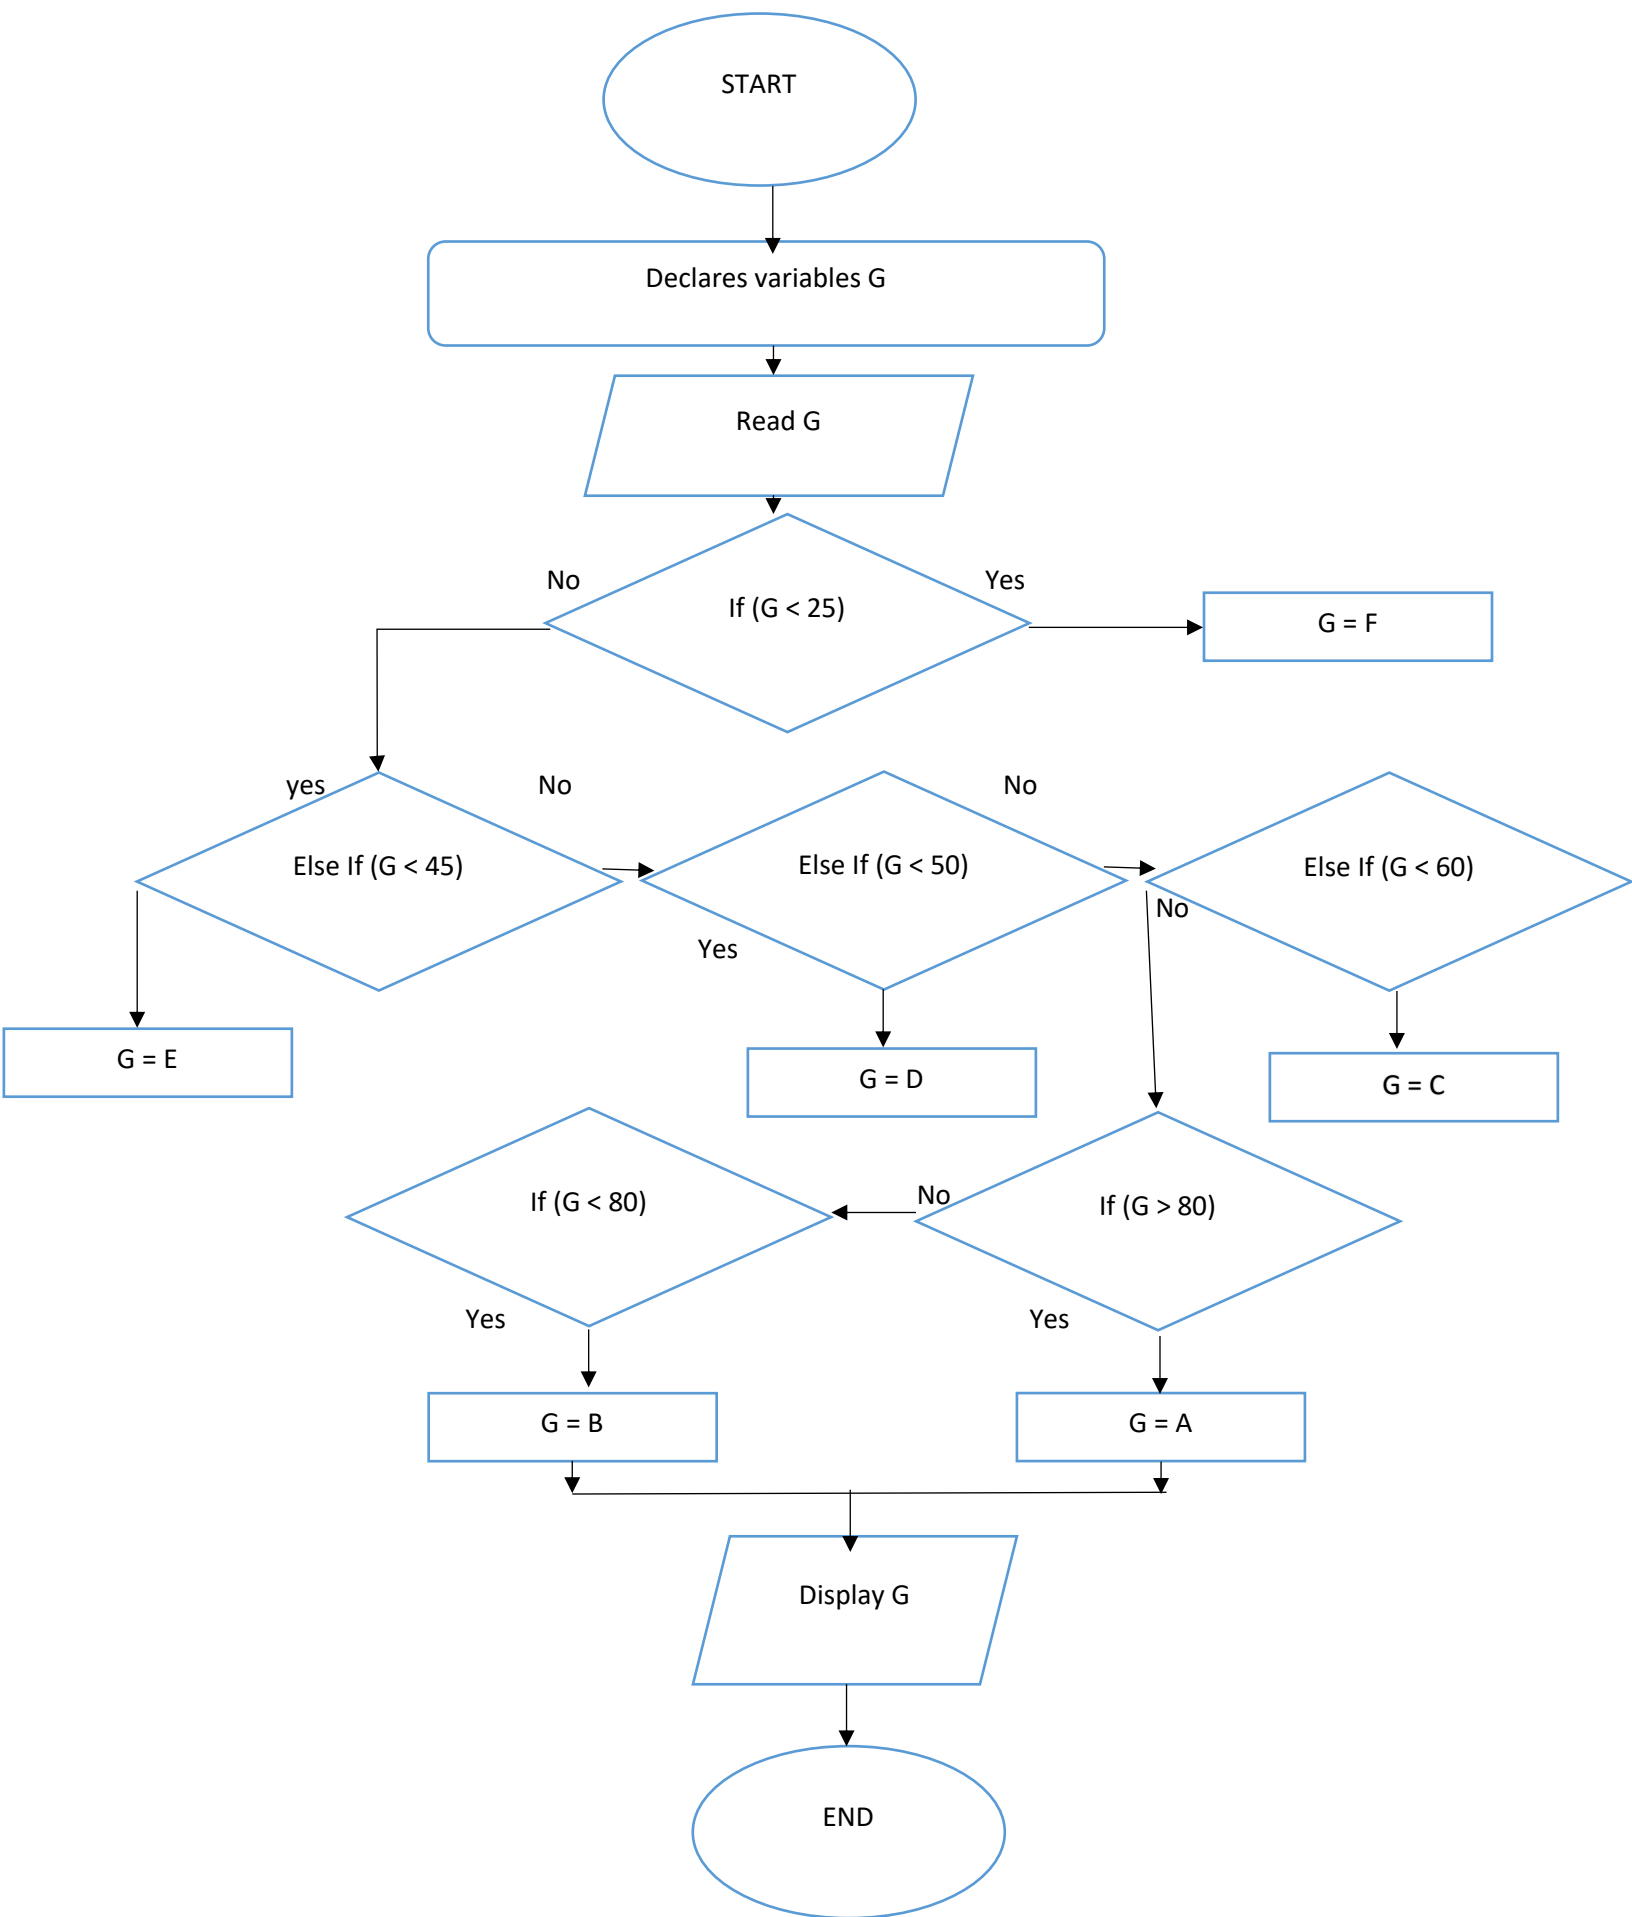 START
Declares variables G
Read G
No
Yes
If (G < 25)
G = F
yes
No
No
Else If (G < 45)
Else If (G < 50)
Else If (G < 60)
No
Yes
G = E
G = D
G = C
If (G < 80)
No
If (G > 80)
Yes
Yes
G = B
G = A
Display G
END